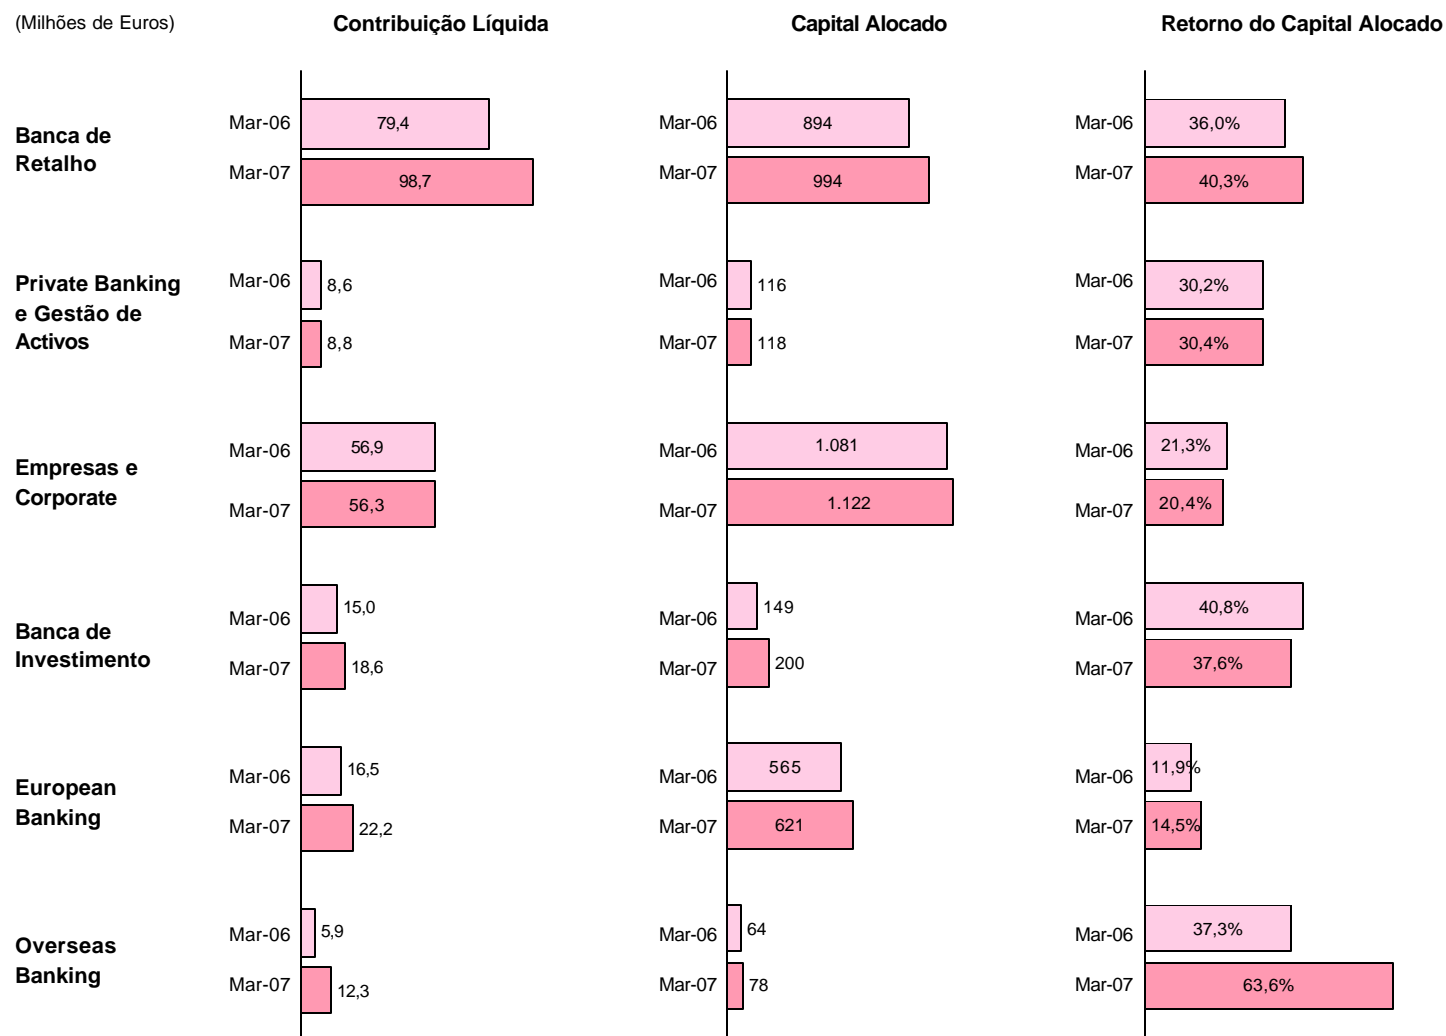 (Milhões de Euros) Contribuição Líquida Capital Alocado Retorno do Capital Alocado
Banca de
Retalho
Mar-06 79,4 Mar-06 894 Mar-06 36,0%
Mar-07 98,7 Mar-07 994 Mar-07 40,3%
Private Banking
e Gestão de
Activos
Mar-06 8,6 Mar-06 116 Mar-06 30,2%
Mar-07 8,8 Mar-07 118 Mar-07 30,4%
Empresas e
Corporate
Mar-06 56,9 Mar-06 1.081 Mar-06 21,3%
Mar-07 56,3 Mar-07 1.122 Mar-07 20,4%
Banca de
Investimento
Mar-06 15,0 Mar-06 149 Mar-06 40,8%
Mar-07 18,6 Mar-07 200 Mar-07 37,6%
European
Banking
Mar-06 16,5 Mar-06 565 Mar-06 11,9%
Mar-07 22,2 Mar-07 621 Mar-07 14,5%
Overseas
Banking
Mar-06 5,9 Mar-06 64 Mar-06 37,3%
Mar-07 12,3 Mar-07 78 Mar-07 63,6%